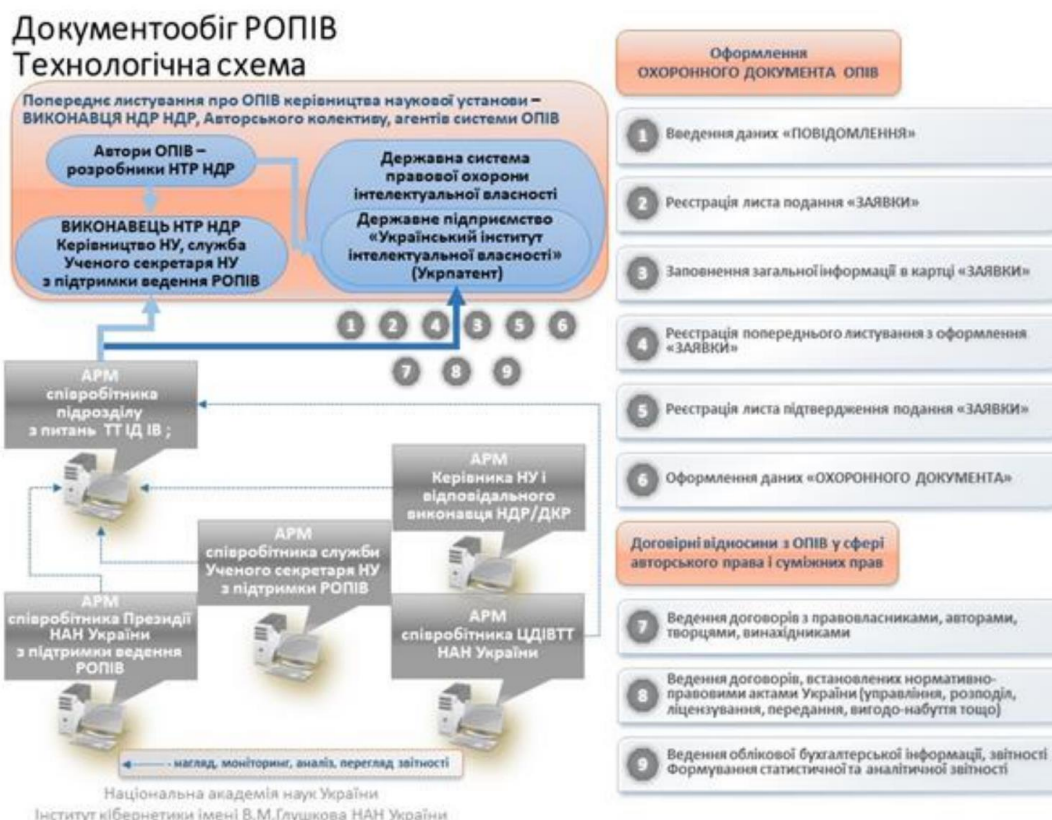 Документообіг РОПІВ
Технологічна схема
Попереднє листування про ОПІВ керівництва наукової установи –
ВИКОНАВЦЯ НДР НДР, Авторського колективу, агентів системи ОПІВ
Автори ОПІВ –
розробники НТР НДР
ВИКОНАВЕЦЬ НТР НДР
Керівництво НУ, служба
Ученого секретаря НУ
з підтримки ведення РОПІВ
Державна система
правової охорони
інтелектуальної власності
Державне підприємство
«Український інститут
інтелектуальної власності»
(Укрпатент)
1 2 4 3 5 6
7 8 9
АРМ
співробітника
підрозділу
з питань ТТ ІД ІВ ;
АРМ
Керівника НУ і
відповідального
виконавця НДР/ДКР
АРМ
співробітника служби
Ученого секретаря НУ
з підтримки РОПІВ
АРМ
співробітника Президії
НАН України
з підтримки ведення
РОПІВ
АРМ
співробітника ЦДІВТТ
НАН України
- нагляд, моніторинг, аналіз, перегляд звітності
Національна академія наук України
Інститут кібернетики імені В.М.Глушкова НАН України
Оформлення
ОХОРОННОГО ДОКУМЕНТА ОПІВ
1 Введення даних «ПОВІДОМЛЕННЯ»
2 Реєстрація листа подання «ЗАЯВКИ»
3 Заповнення загальної інформації в картці «ЗАЯВКИ»
4 Реєстрація попереднього листування з оформлення
«ЗАЯВКИ»
5 Реєстрація листа підтвердження подання «ЗАЯВКИ»
6 Оформлення даних «ОХОРОННОГО ДОКУМЕНТА»
Договірні відносини з ОПІВ у сфері
авторського права і суміжних прав
7 Ведення договорів з правовласниками, авторами,
творцями, винахідниками
8 Ведення договорів, встановлених нормативно-
правовими актами України (управління, розподіл,
ліцензування, передання, вигодо-набуття тощо)
9 Ведення облікової бухгалтерської інформації, звітності
Формування статистичної та аналітичної звітності